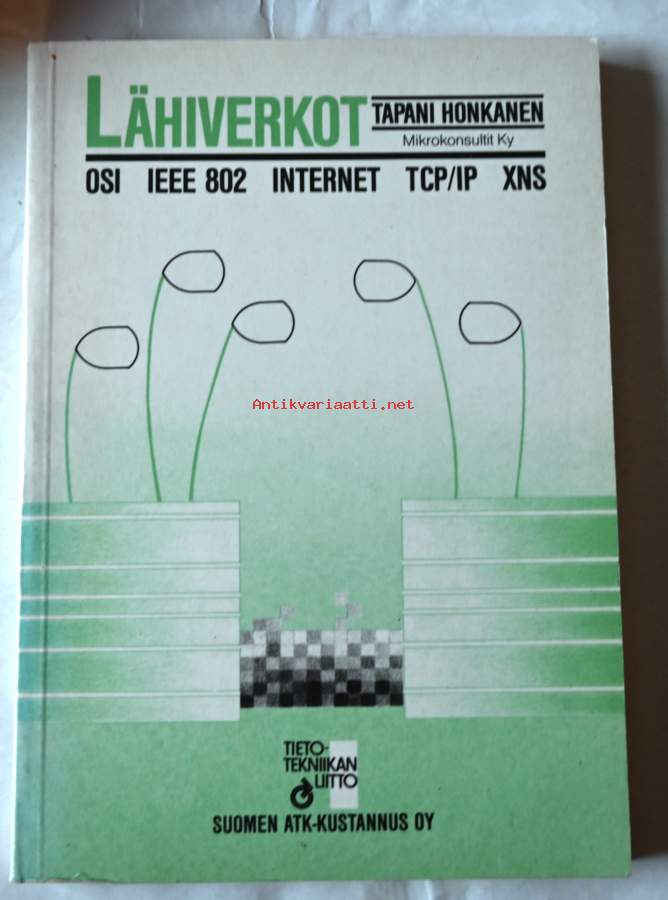 LÄHIVERKOT
TAPANI HONKANEN
Mikrokonsultit Ky
OSI IEEE 802 INTERNET TCP/IP XNS
Antikvariaatti.net
TIETO-
TEKNIIKAN
LIITTO
SUOMEN ATK-KUSTANNUS OY